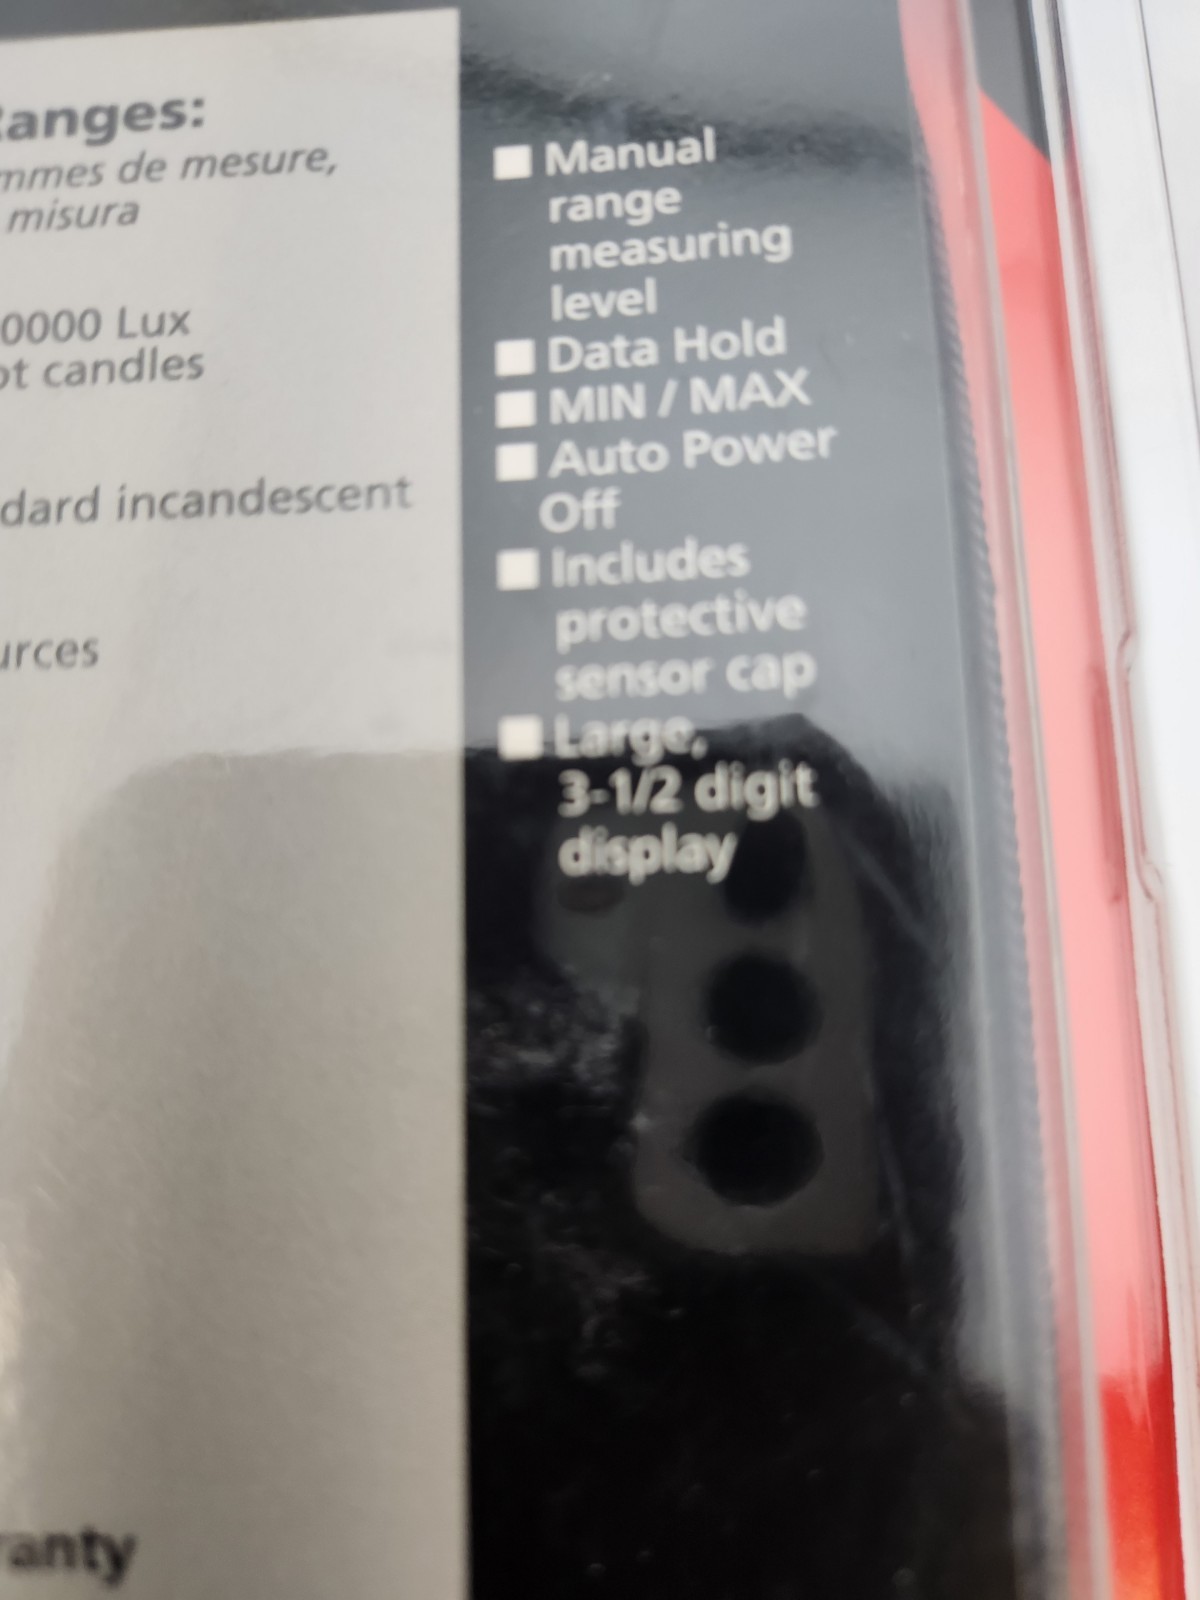 anges:
mmes de mesure,
misura
0000 Lux
ot candles
dard incandescent
urces
ranty
■ Manual
range
measuring
level
■ Data Hold
■ MIN / MAX
■ Auto Power
Off
■ Includes
protective
sensor cap
■ Large,
3-1/2 digit
display